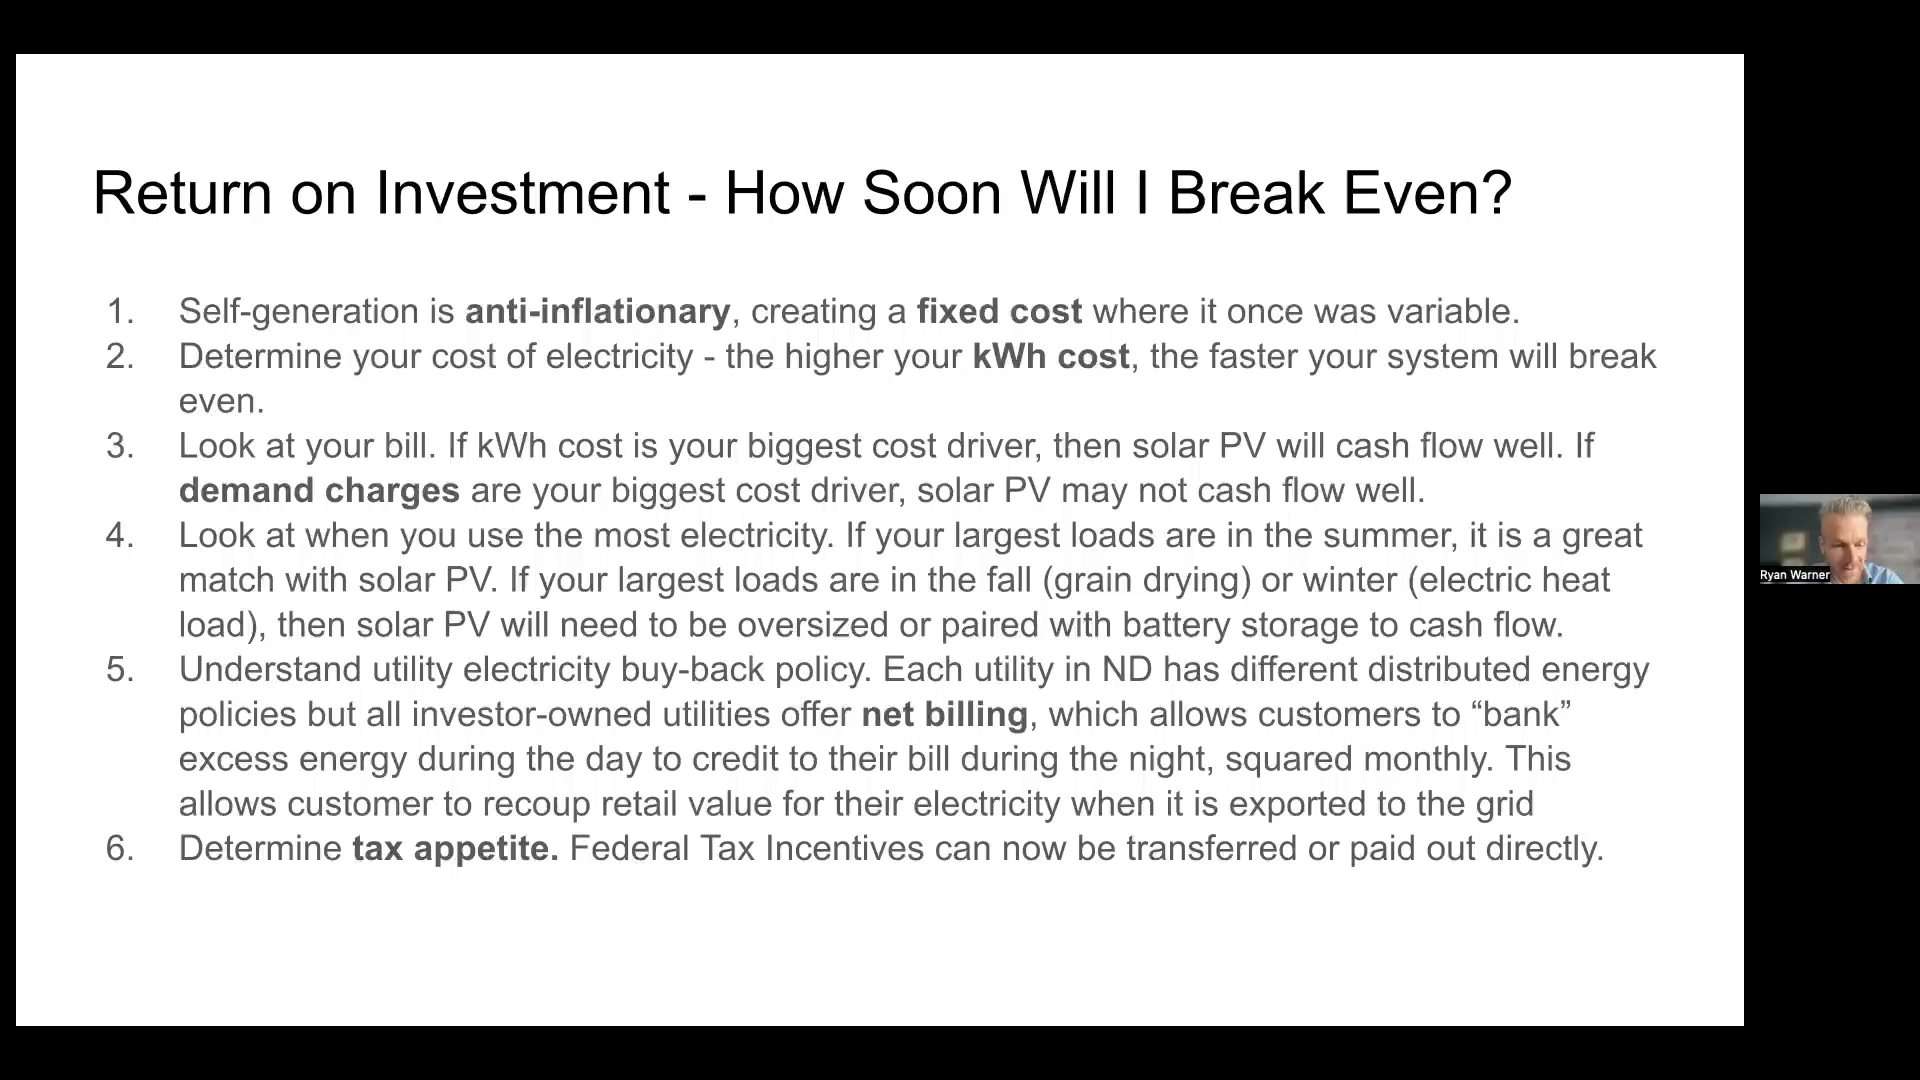 Return on Investment - How Soon Will I Break Even?
1. Self-generation is anti-inflationary, creating a fixed cost where it once was variable.
2. Determine your cost of electricity - the higher your kWh cost, the faster your system will break
even.
3. Look at your bill. If kWh cost is your biggest cost driver, then solar PV will cash flow well. If
demand charges are your biggest cost driver, solar PV may not cash flow well.
4. Look at when you use the most electricity. If your largest loads are in the summer, it is a great
match with solar PV. If your largest loads are in the fall (grain drying) or winter (electric heat
load), then solar PV will need to be oversized or paired with battery storage to cash flow.
5. Understand utility electricity buy-back policy. Each utility in ND has different distributed energy
policies but all investor-owned utilities offer net billing, which allows customers to “bank”
excess energy during the day to credit to their bill during the night, squared monthly. This
allows customer to recoup retail value for their electricity when it is exported to the grid
6. Determine tax appetite. Federal Tax Incentives can now be transferred or paid out directly.
Ryan Warner